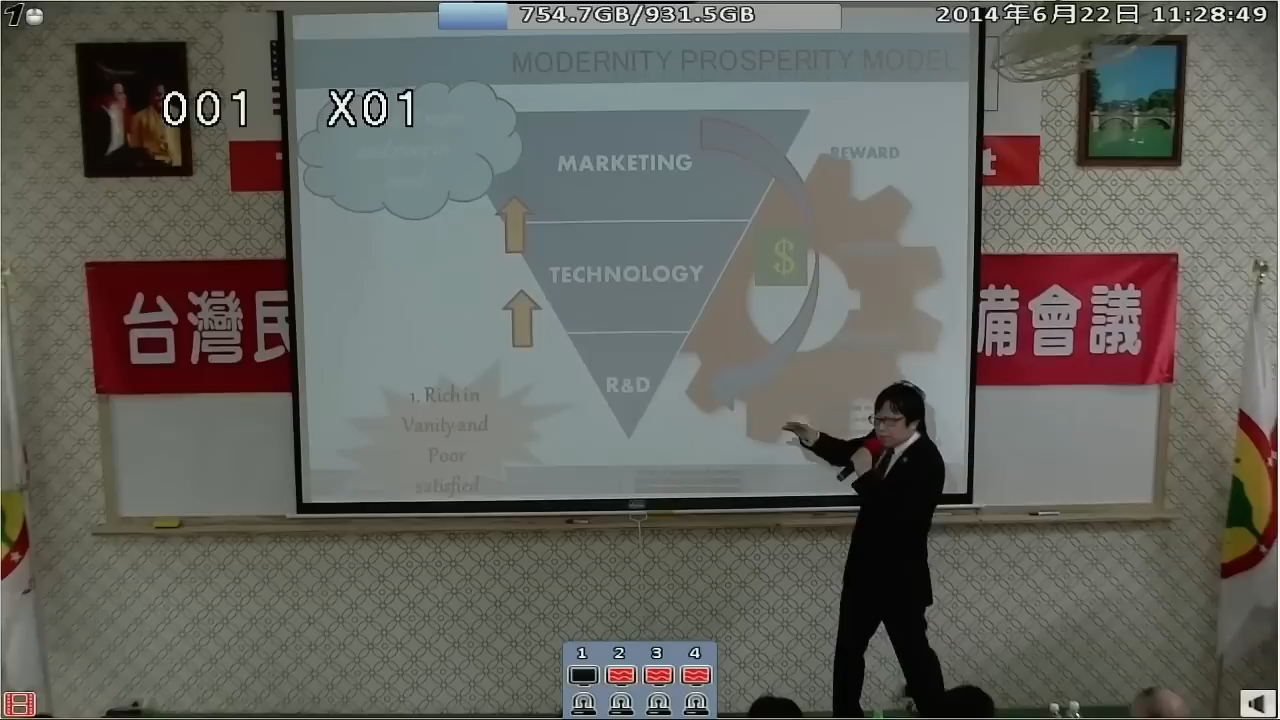 1
754.7GB/931.5GB
2014年6月22日 11:28:49
001 X01
MODERNITY PROSPERITY MODEL
MARKETING
REWARD
t
$
TECHNOLOGY
台灣民
備會議
R&D
1. Rich in
Vanity and
Poor
satisfied
1 2 3 4